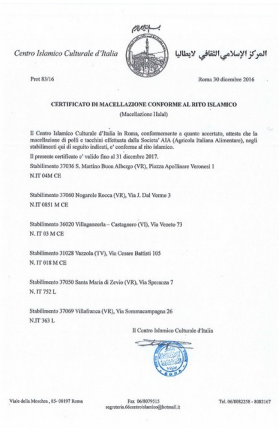 Centro Islamico Culturale d'Italia
المركز الإسلامي الثقافي لإيطاليا
Prot 83/16
Roma 30 dicembre 2016
CERTIFICATO DI MACELLAZIONE CONFORME AL RITO ISLAMICO
(Macellazione Halal)
Il Centro Islamico Culturale d'Italia in Roma, conformemente a quanto accertato, attesta che la
macellazione di polli e tacchini effettuata dalla Societa' AIA (Agricola Italiana Alimentare), negli
stabilimenti qui di seguito indicati, e' conforme al rito islamico.
Il presente certificato e' valido fino al 31 dicembre 2017.
Stabilimento 37036 S. Martino Buon Albergo (VR), Piazza Apollinare Veronesi 1
N.IT 04M CE
Stabilimento 37060 Nogarole Rocca (VR), Via J. Dal Verme 3
N.IT 0851 M CE
Stabilimento 36020 Villaganzerla – Castegnero (VI), Via Veneto 73
N. IT 03 M CE
Stabilimento 31028 Vazzola (TV), Via Cesare Battisti 105
N. IT 018 M CE
Stabilimento 37050 Santa Maria di Zevio (VR), Via Speranza 7
N. IT 752 L
Stabilimento 37069 Villafranca (VR), Via Sommacampagna 26
N.IT 363 L
Il Centro Islamico Culturale d'Italia
Viale della Moschea , 85-00197 Roma
Fax 06/8079515
Tel. 06/8082258 - 8082167
segretaria.